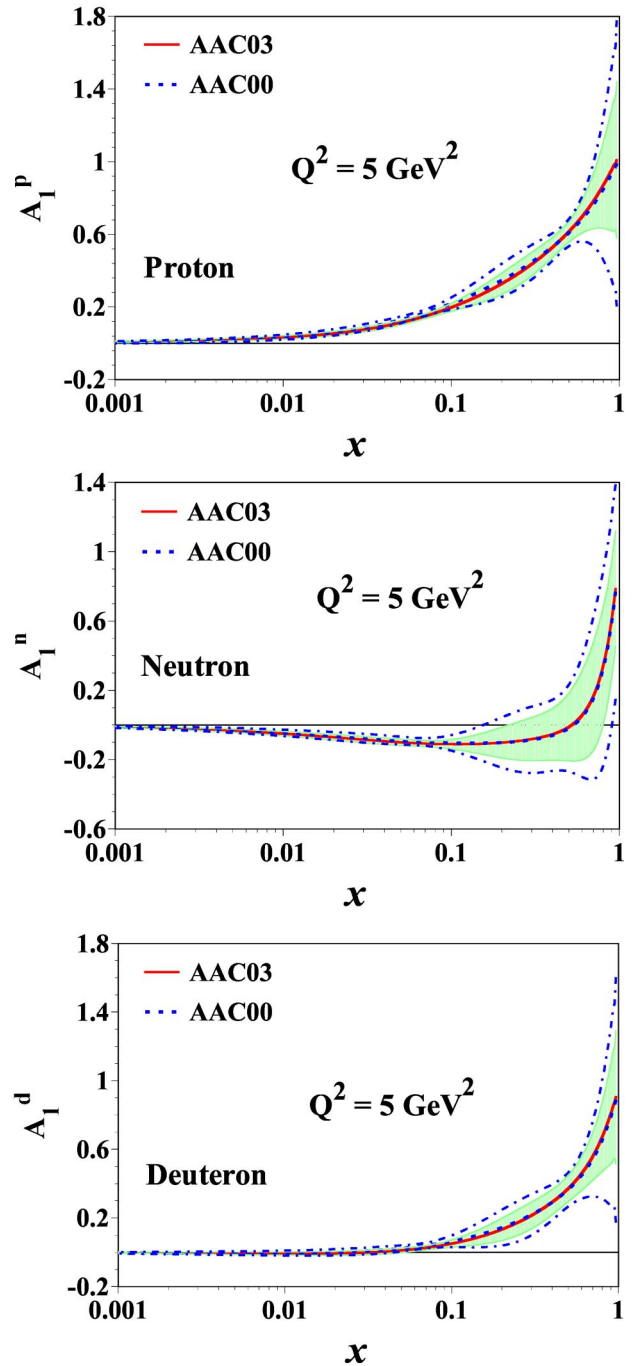 1.8
AAC03
AAC00
1.4
1
Q² = 5 GeV²
A₁ᵖ
0.6
Proton
0.2
-0.2
0.001 0.01 0.1 1
x
1.4
AAC03
AAC00
1
Q² = 5 GeV²
0.6
A₁ⁿ
Neutron
0.2
-0.2
-0.6
0.001 0.01 0.1 1
x
1.8
AAC03
AAC00
1.4
1
Q² = 5 GeV²
A₁ᵈ
0.6
Deuteron
0.2
-0.2
0.001 0.01 0.1 1
x